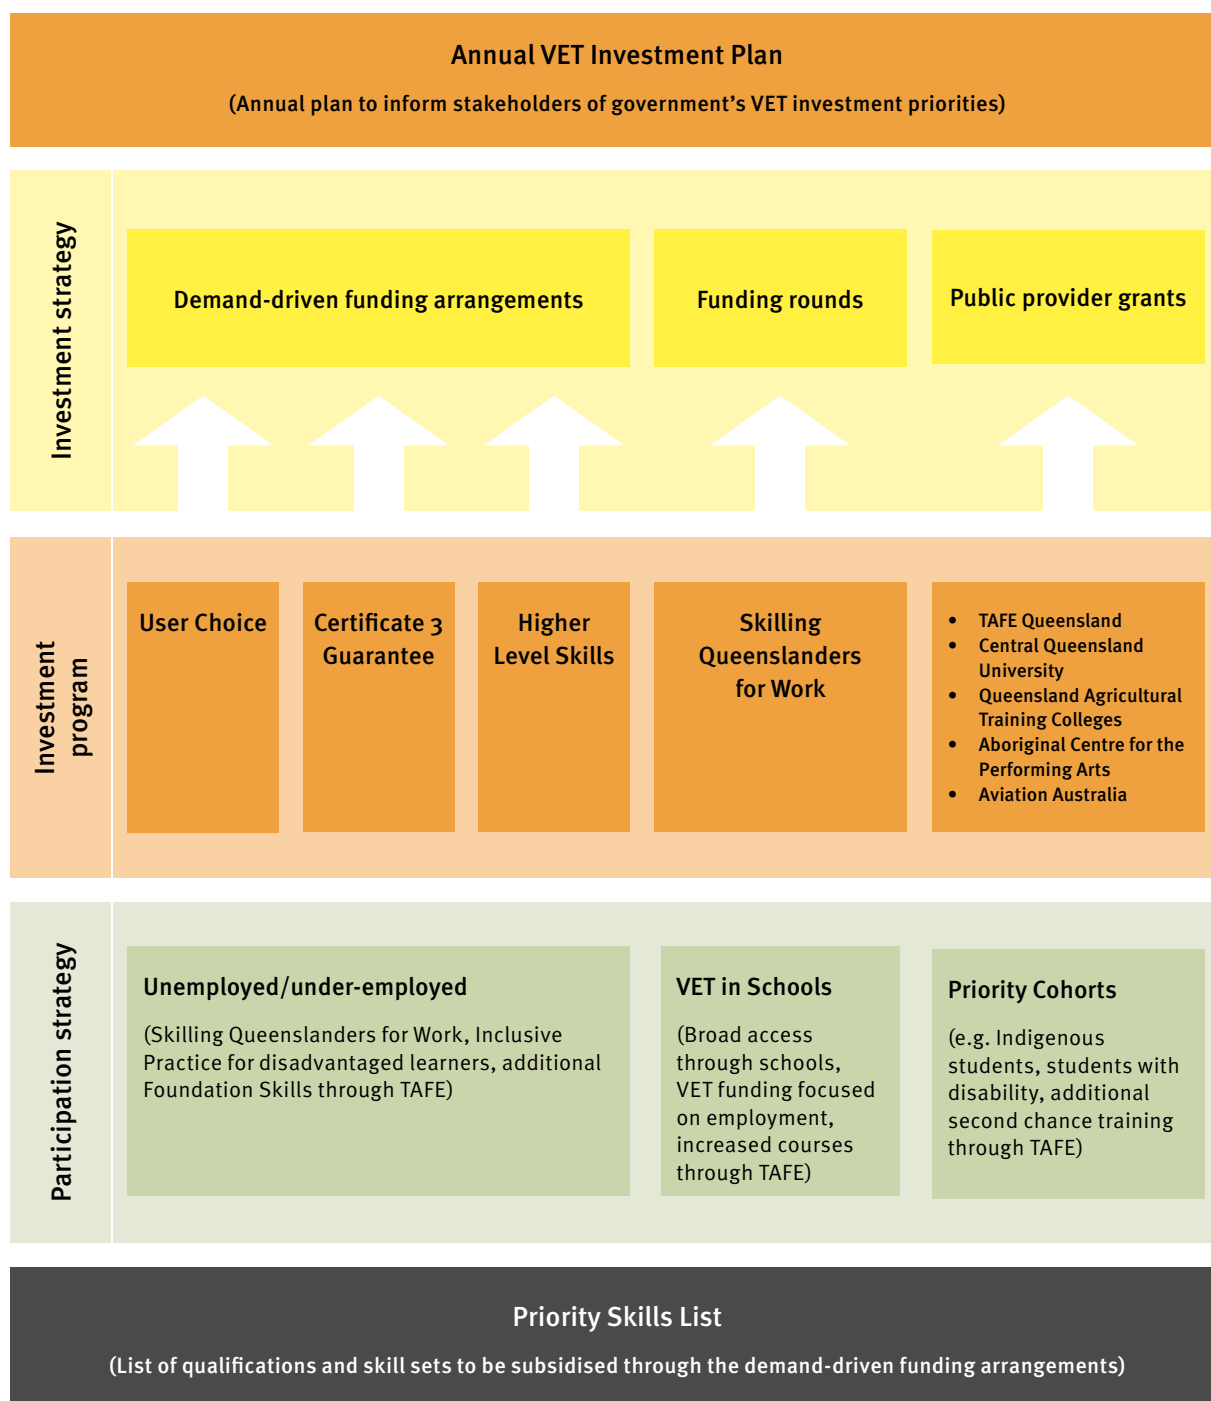 Annual VET Investment Plan
(Annual plan to inform stakeholders of government’s VET investment priorities)
Investment strategy
Demand-driven funding arrangements
Funding rounds
Public provider grants
Investment
program
User Choice
Certificate 3
Guarantee
Higher
Level Skills
Skilling
Queenslanders
for Work
• TAFE Queensland
• Central Queensland
University
• Queensland Agricultural
Training Colleges
• Aboriginal Centre for the
Performing Arts
• Aviation Australia
Participation strategy
Unemployed/under-employed
(Skilling Queenslanders for Work, Inclusive
Practice for disadvantaged learners, additional
Foundation Skills through TAFE)
VET in Schools
(Broad access
through schools,
VET funding focused
on employment,
increased courses
through TAFE)
Priority Cohorts
(e.g. Indigenous
students, students with
disability, additional
second chance training
through TAFE)
Priority Skills List
(List of qualifications and skill sets to be subsidised through the demand-driven funding arrangements)